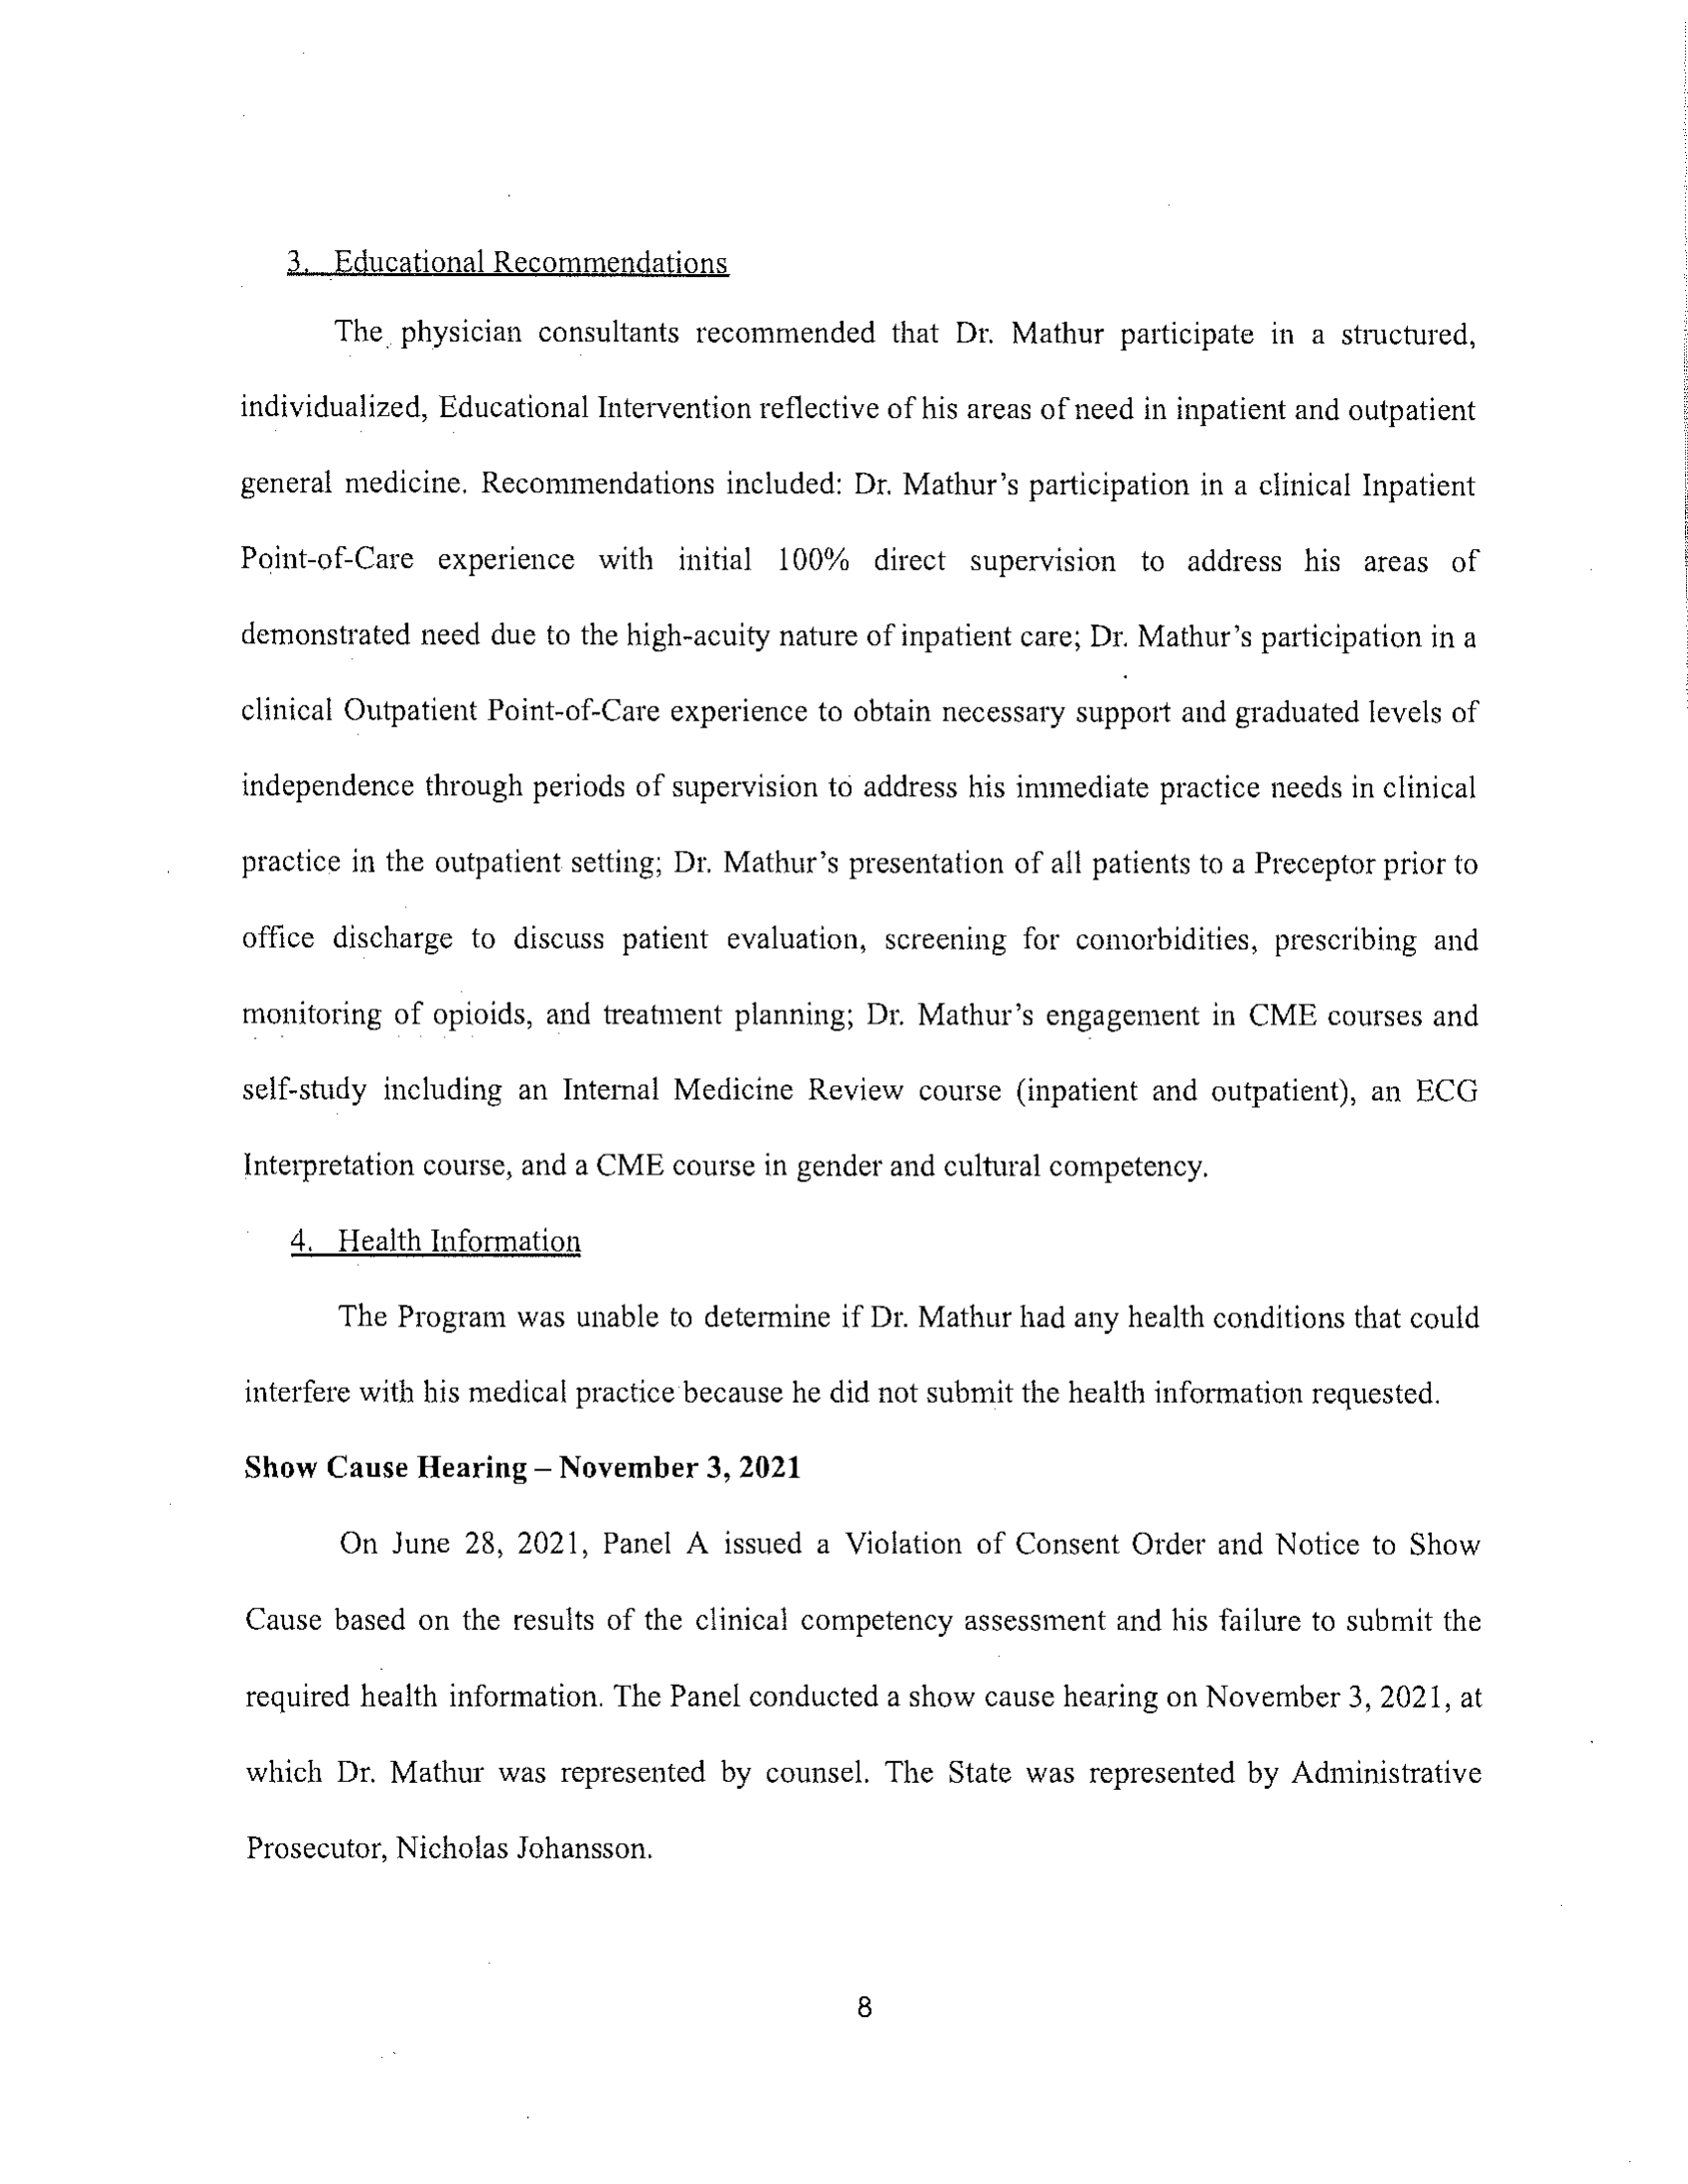 3. Educational Recommendations
The physician consultants recommended that Dr. Mathur participate in a structured,
individualized, Educational Intervention reflective of his areas of need in inpatient and outpatient
general medicine. Recommendations included: Dr. Mathur's participation in a clinical Inpatient
Point-of-Care experience with initial 100% direct supervision to address his areas of
demonstrated need due to the high-acuity nature of inpatient care; Dr. Mathur's participation in a
clinical Outpatient Point-of-Care experience to obtain necessary support and graduated levels of
independence through periods of supervision to address his immediate practice needs in clinical
practice in the outpatient setting; Dr. Mathur's presentation of all patients to a Preceptor prior to
office discharge to discuss patient evaluation, screening for comorbidities, prescribing and
monitoring of opioids, and treatment planning; Dr. Mathur's engagement in CME courses and
self-study including an Internal Medicine Review course (inpatient and outpatient), an ECG
Interpretation course, and a CME course in gender and cultural competency.
4. Health Information
The Program was unable to determine if Dr. Mathur had any health conditions that could
interfere with his medical practice because he did not submit the health information requested.
Show Cause Hearing – November 3, 2021
On June 28, 2021, Panel A issued a Violation of Consent Order and Notice to Show
Cause based on the results of the clinical competency assessment and his failure to submit the
required health information. The Panel conducted a show cause hearing on November 3, 2021, at
which Dr. Mathur was represented by counsel. The State was represented by Administrative
Prosecutor, Nicholas Johansson.
8